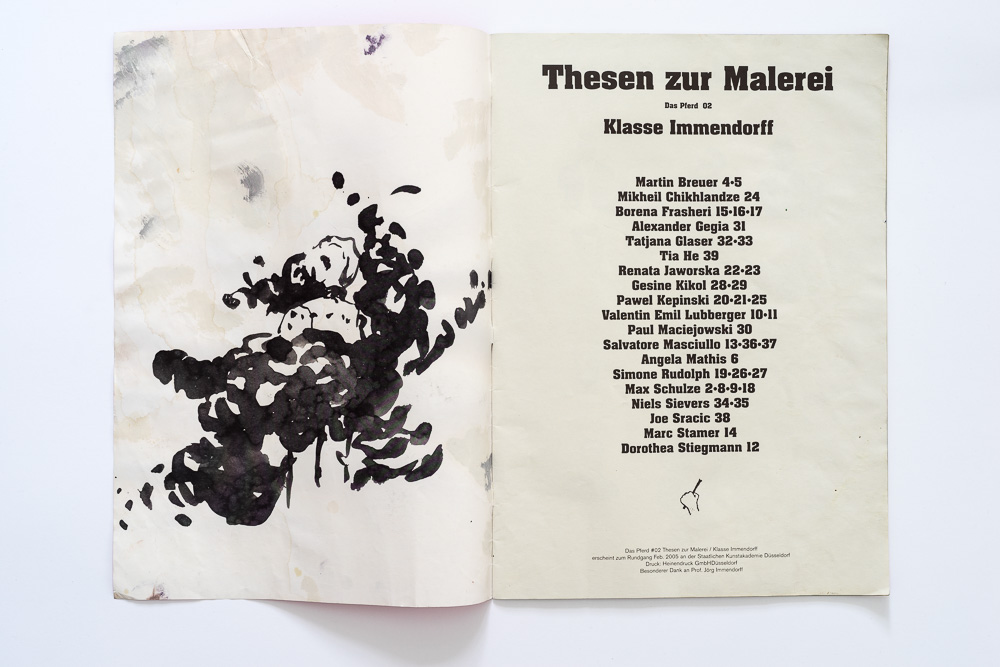 Thesen zur Malerei
Das Pferd 02
Klasse Immendorff
Martin Breuer 4•5
Mikheil Chikhlandze 24
Borena Frasheri 15•16•17
Alexander Gegia 31
Tatjana Glaser 32•33
Tia He 39
Renata Jaworska 22•23
Gesine Kikol 28•29
Pawel Kepinski 20•21•25
Valentin Emil Lubberger 10•11
Paul Maciejowski 30
Salvatore Masciullo 13•36•37
Angela Mathis 6
Simone Rudolph 19•26•27
Max Schulze 2•8•9•18
Niels Sievers 34•35
Joe Sracic 38
Marc Stamer 14
Dorothea Stiegmann 12
Das Pferd #02 Thesen zur Malerei / Klasse Immendorff
erscheint zum Rundgang Feb. 2005 an der Staatlichen Kunstakademie Düsseldorf
Druck: Heinendruck GmbHDüsseldorf
Besonderer Dank an Prof. Jörg Immendorff